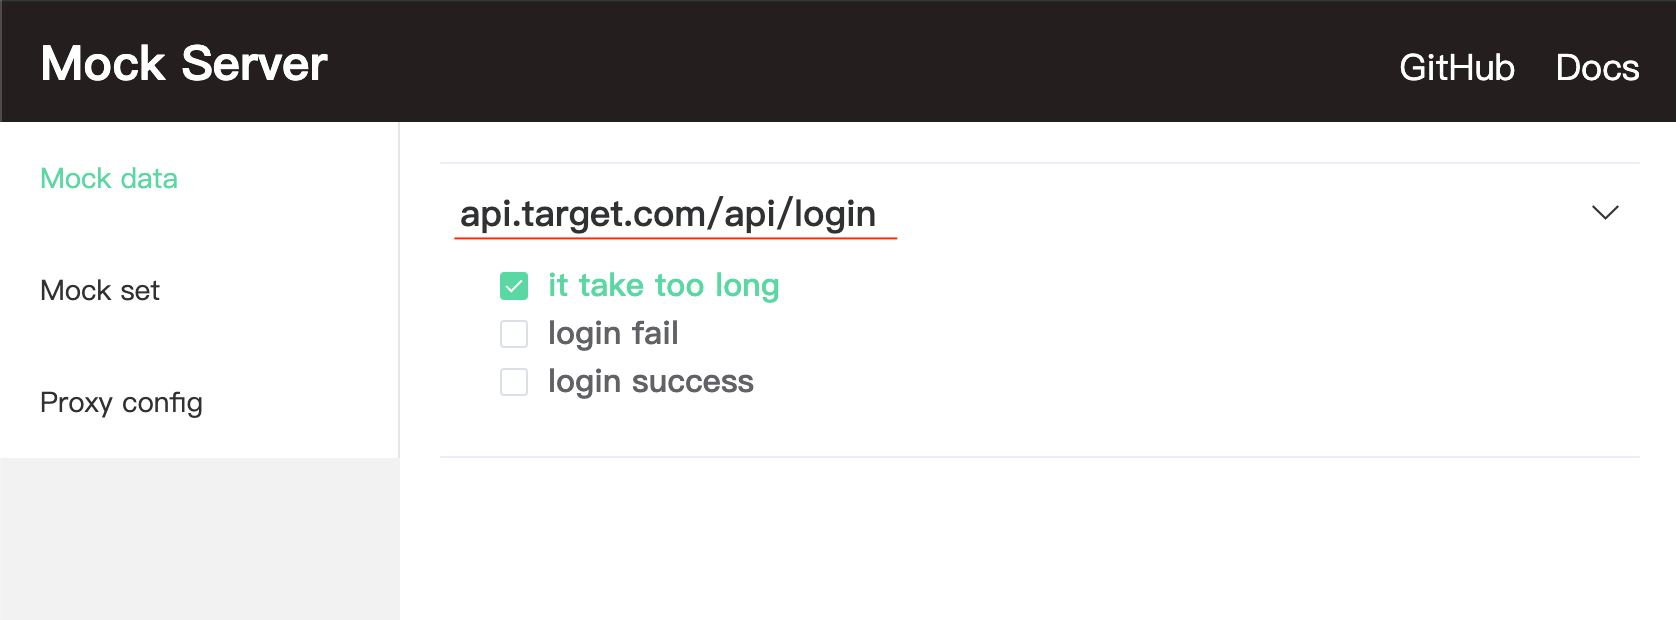 Mock Server
GitHub Docs
Mock data
Mock set
Proxy config
api.target.com/api/login
it take too long
login fail
login success